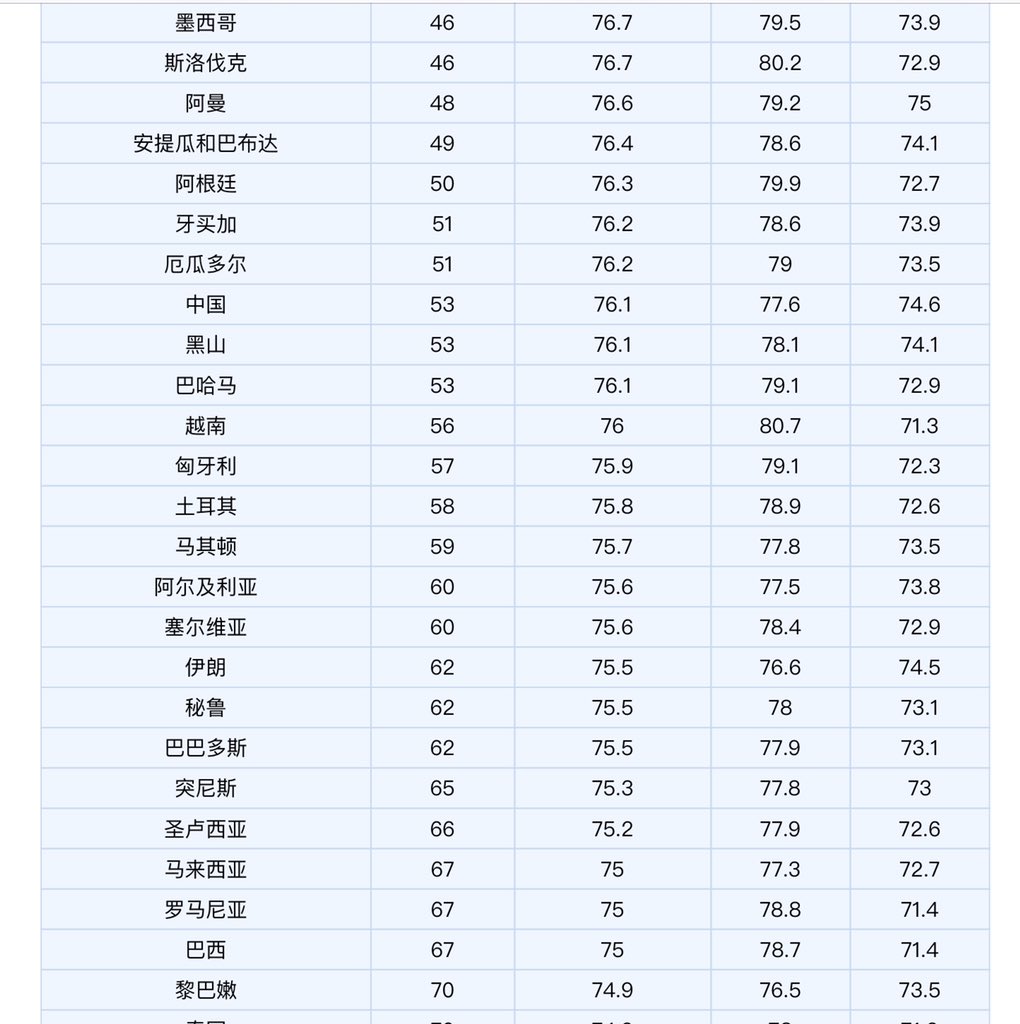 墨西哥 46 76.7 79.5 73.9
斯洛伐克 46 76.7 80.2 72.9
阿曼 48 76.6 79.2 75
安提瓜和巴布达 49 76.4 78.6 74.1
阿根廷 50 76.3 79.9 72.7
牙买加 51 76.2 78.6 73.9
厄瓜多尔 51 76.2 79 73.5
中国 53 76.1 77.6 74.6
黑山 53 76.1 78.1 74.1
巴哈马 53 76.1 79.1 72.9
越南 56 76 80.7 71.3
匈牙利 57 75.9 79.1 72.3
土耳其 58 75.8 78.9 72.6
马其顿 59 75.7 77.8 73.5
阿尔及利亚 60 75.6 77.5 73.8
塞尔维亚 60 75.6 78.4 72.9
伊朗 62 75.5 76.6 74.5
秘鲁 62 75.5 78 73.1
巴巴多斯 62 75.5 77.9 73.1
突尼斯 65 75.3 77.8 73
圣卢西亚 66 75.2 77.9 72.6
马来西亚 67 75 77.3 72.7
罗马尼亚 67 75 78.8 71.4
巴西 67 75 78.7 71.4
黎巴嫩 70 74.9 76.5 73.5